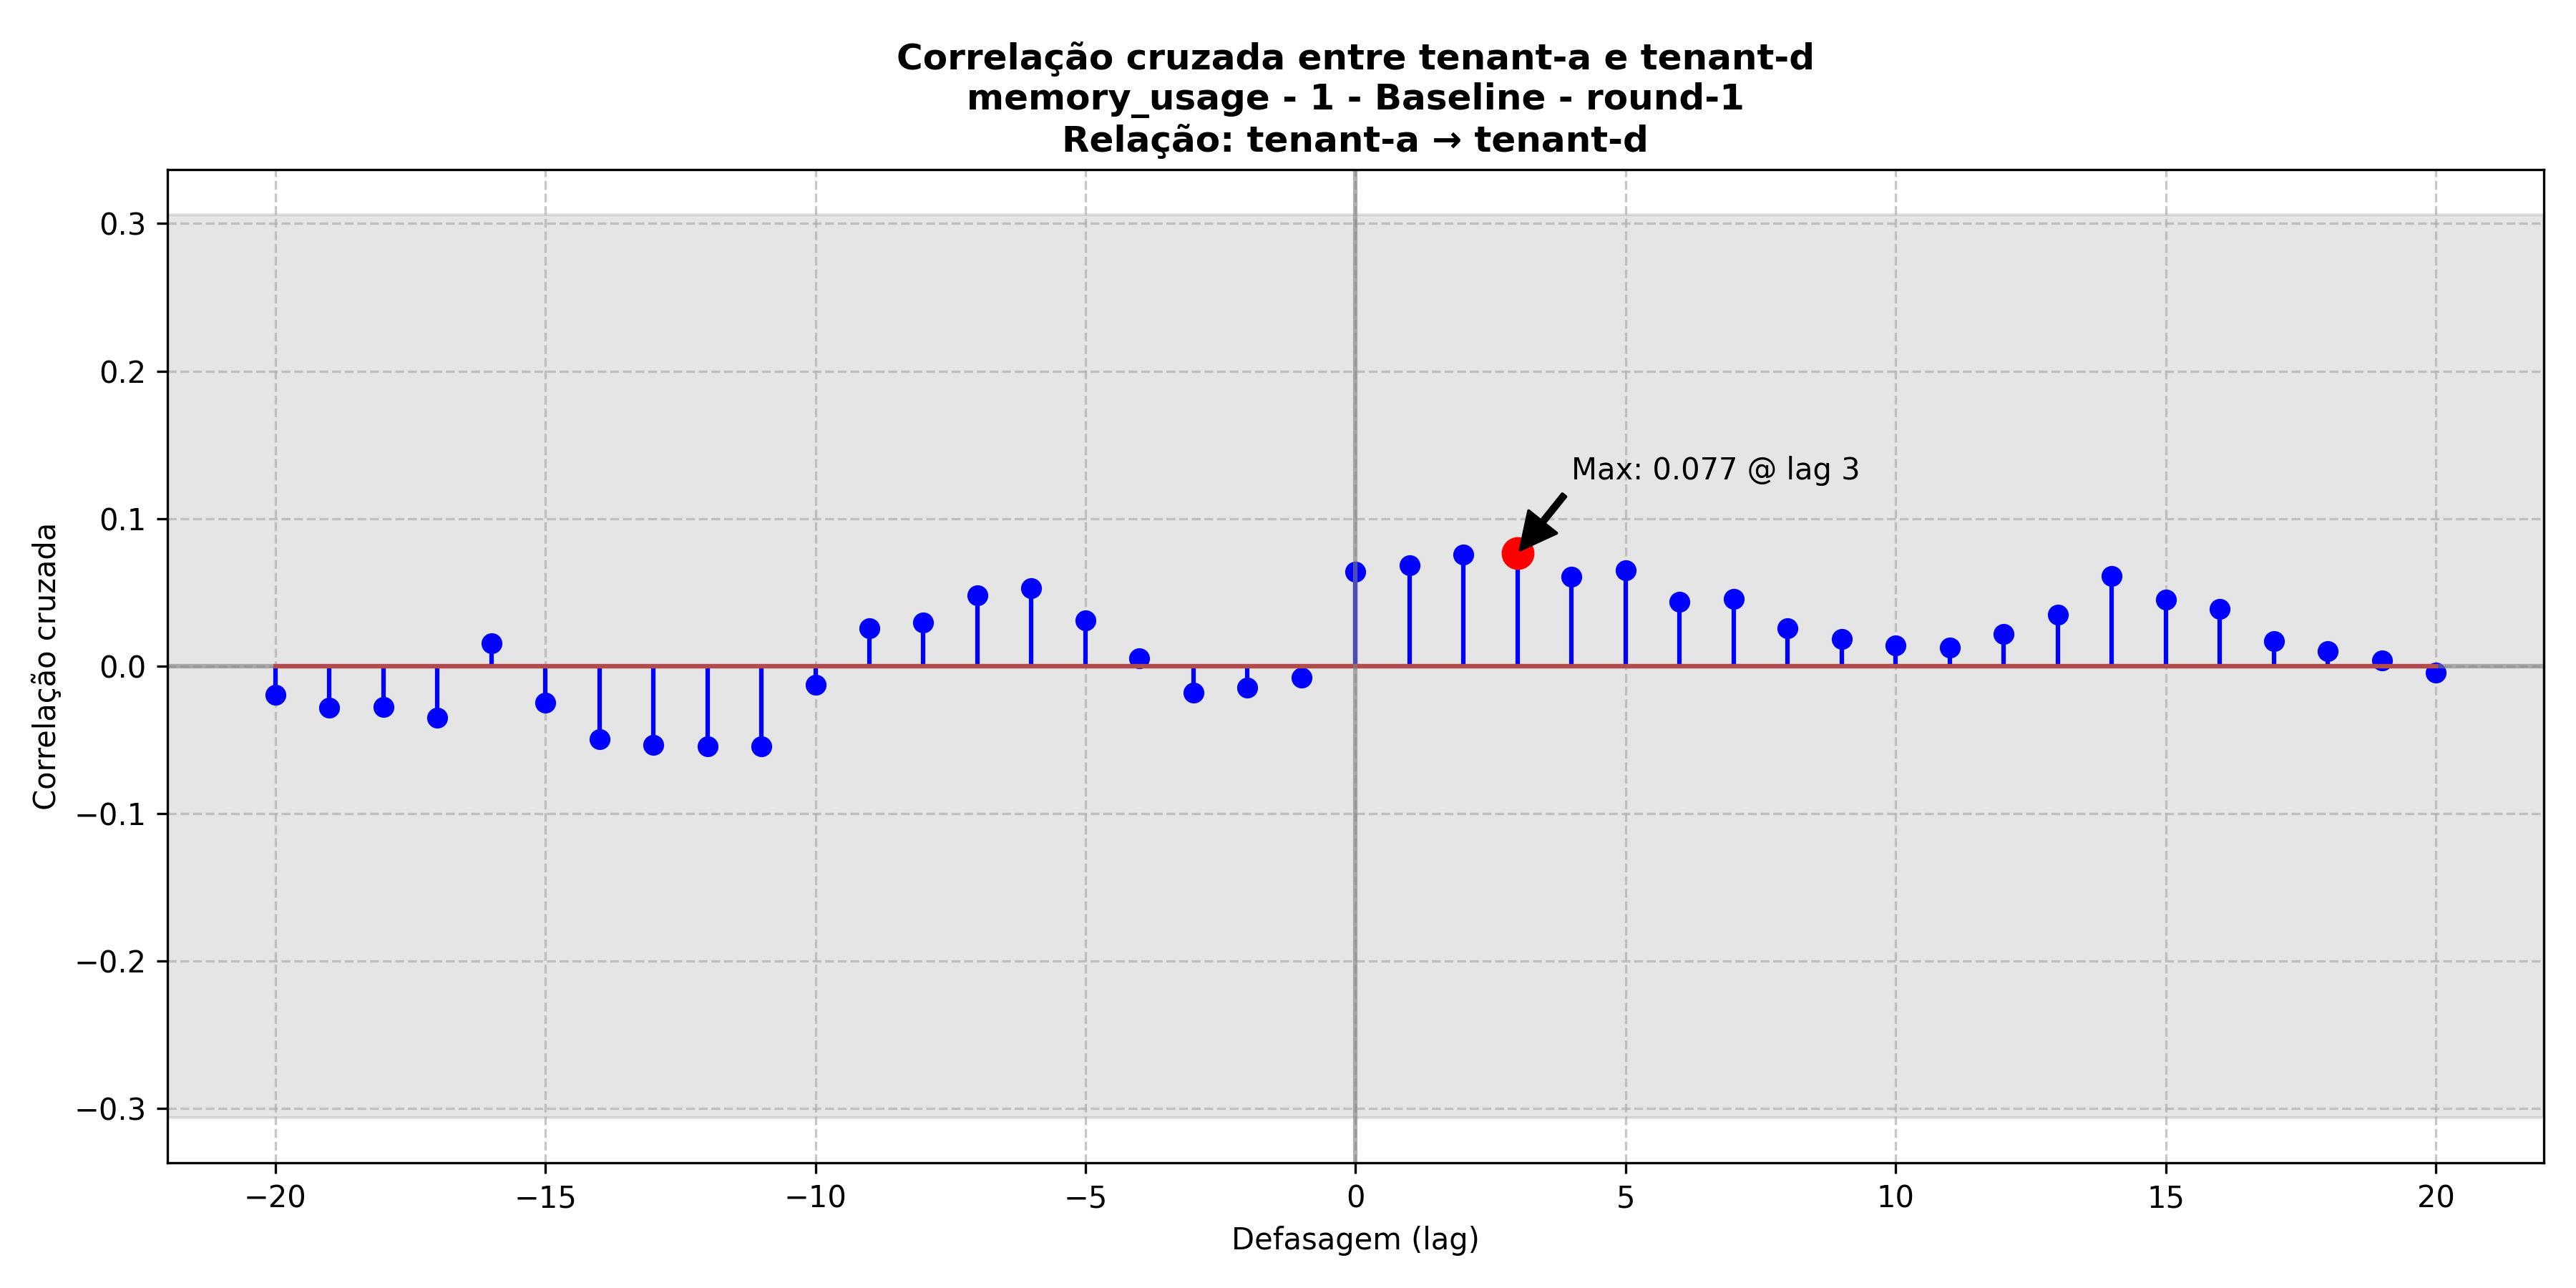 Correlação cruzada entre tenant-a e tenant-d
memory_usage - 1 - Baseline - round-1
Relação: tenant-a → tenant-d
0.3
0.2
0.1
0.0
−0.1
−0.2
−0.3
Correlação cruzada
Max: 0.077 @ lag 3
−20
−15
−10
−5
0
5
10
15
20
Defasagem (lag)